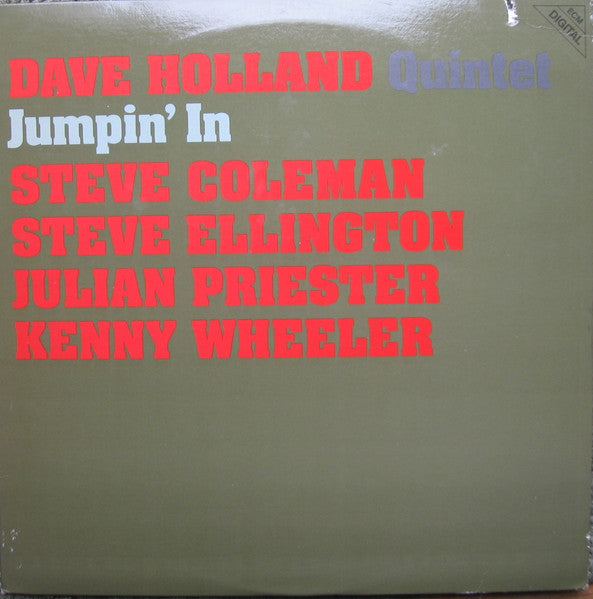 ECM
DIGITAL
DAVE HOLLAND Quintet
Jumpin' In
STEVE COLEMAN
STEVE ELLINGTON
JULIAN PRIESTER
KENNY WHEELER